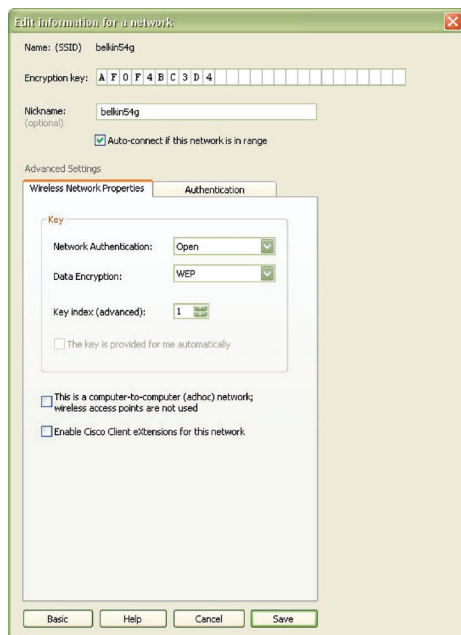 Edit information for a network
Name: (SSID) belkin54g
Encryption key: A F 0 F 4 B C 3 D 4
Nickname: belkin54g
(optional)
Auto-connect if this network is in range
Advanced Settings
Wireless Network Properties Authentication
Key
Network Authentication: Open
Data Encryption: WEP
Key index (advanced): 1
The key is provided for me automatically
This is a computer-to-computer (adhoc) network;
wireless access points are not used
Enable Cisco Client eXtensions for this network
Basic Help Cancel Save